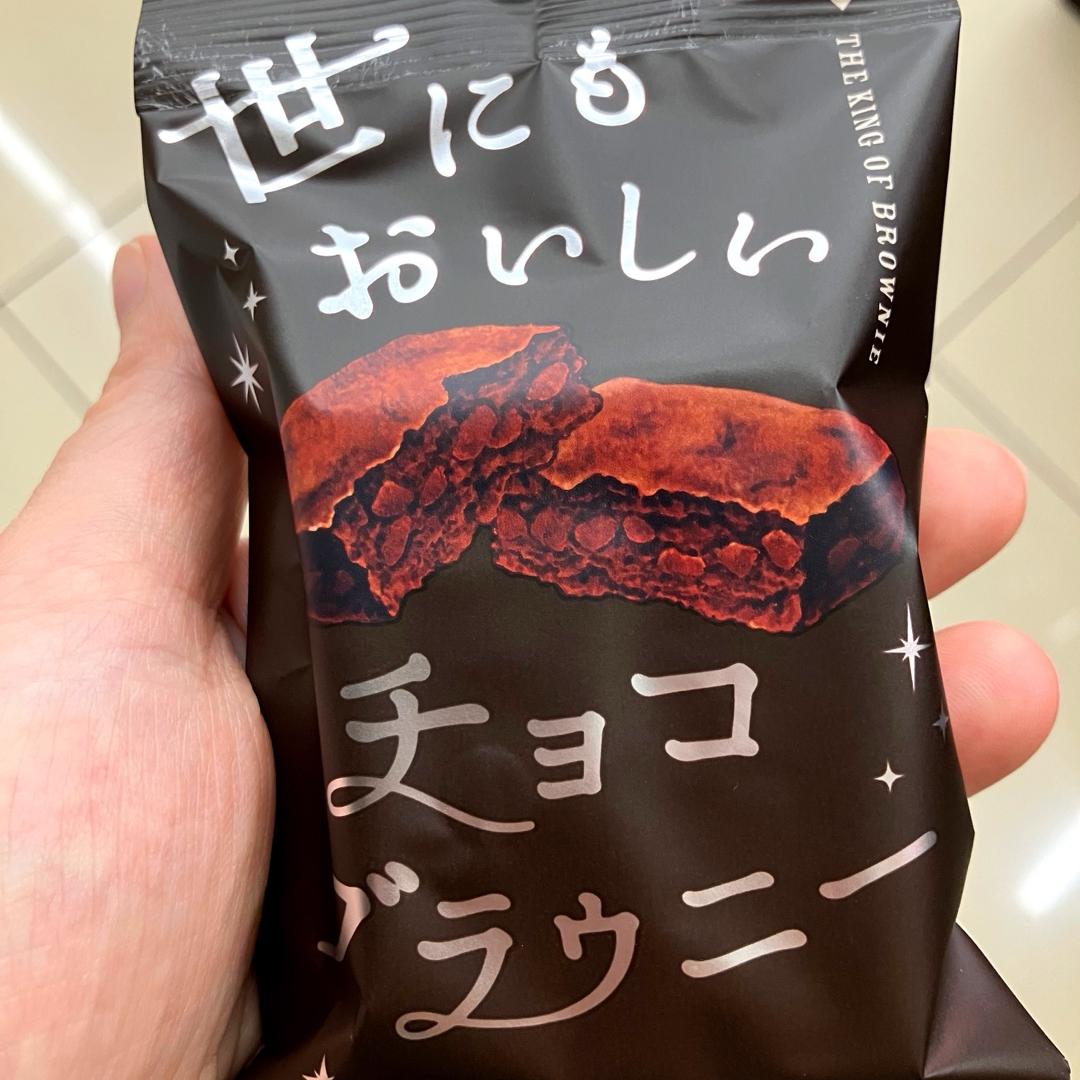 世にも
おいしい
チョコ
ブラウニー
THE KING OF BROWNIE